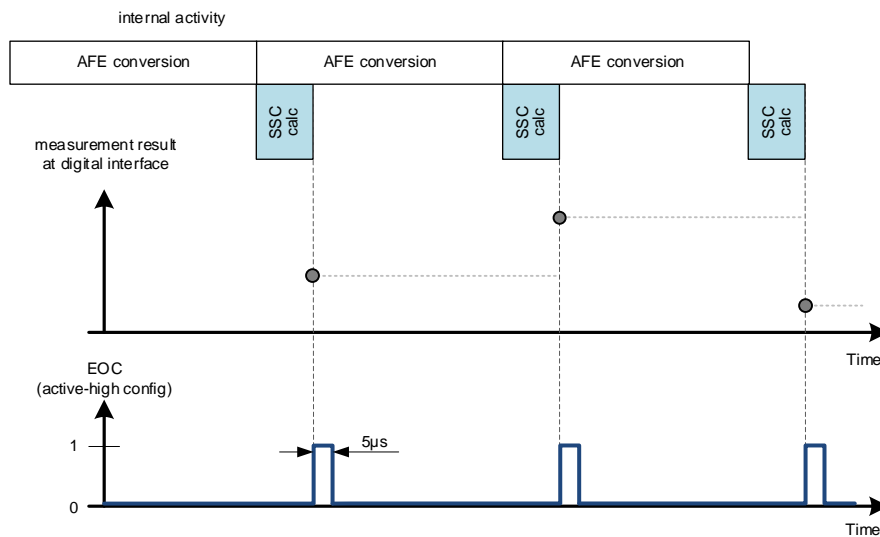 internal activity
AFE conversion
AFE conversion
AFE conversion
SSC
calc
SSC
calc
SSC
calc
measurement result
at digital interface
Time
EOC
(active-high config)
1
5µs
0
Time